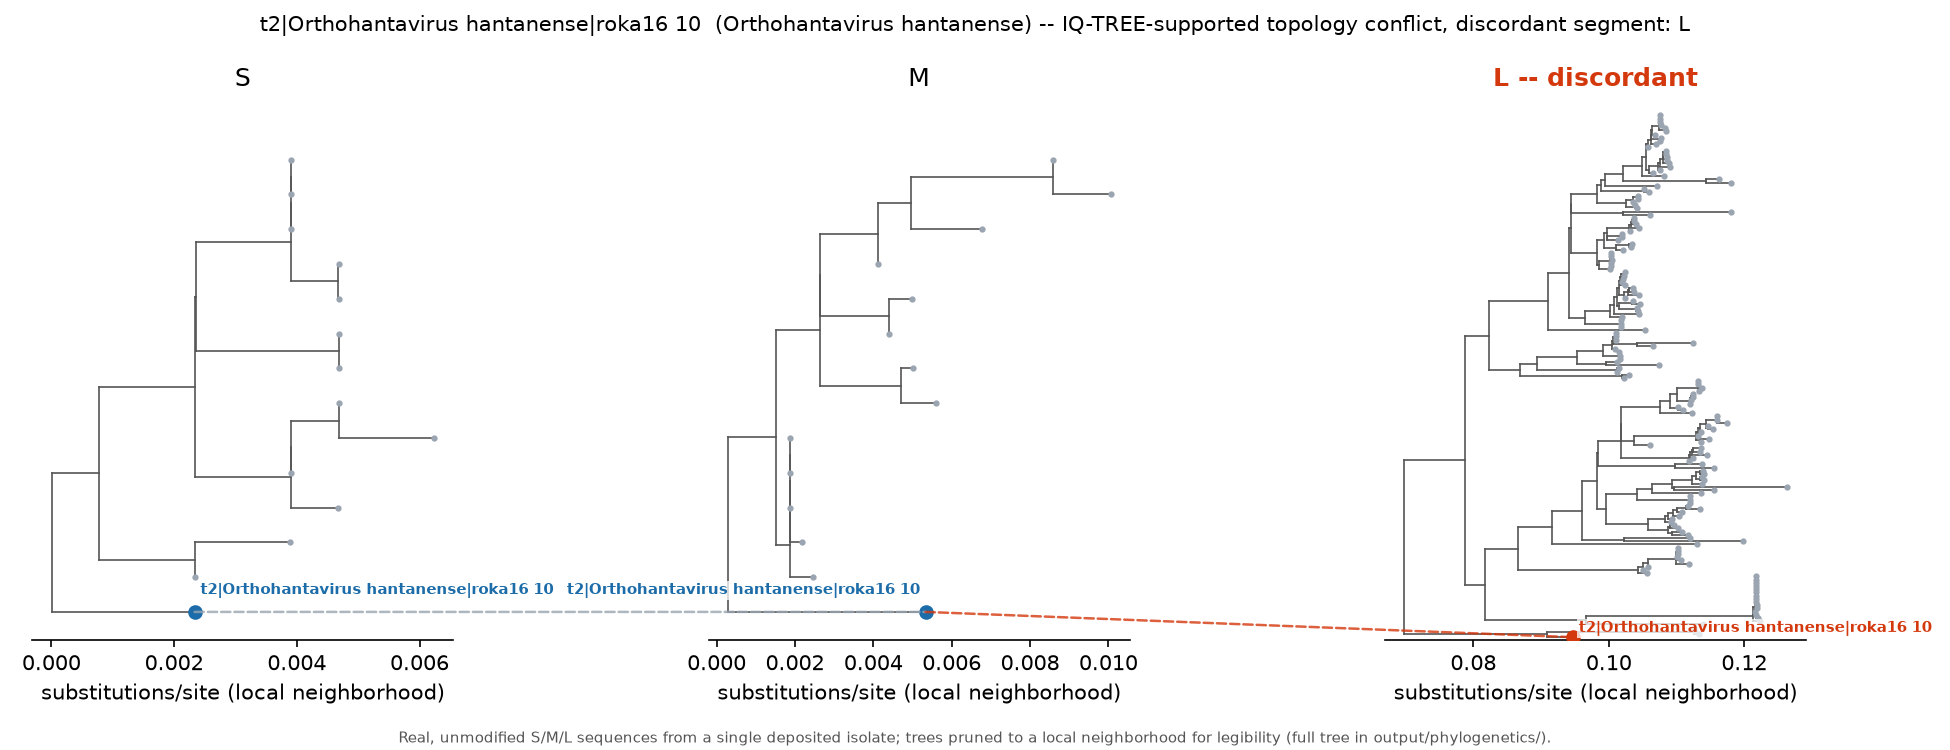 t2|Orthohantavirus hantanense|roka16 10  (Orthohantavirus hantanense) -- IQ-TREE-supported topology conflict, discordant segment: L
S
M
L -- discordant
t2|Orthohantavirus hantanense|roka16 10
t2|Orthohantavirus hantanense|roka16 10
t2|Orthohantavirus hantanense|roka16 10
0.000 0.002 0.004 0.006
substitutions/site (local neighborhood)
0.000 0.002 0.004 0.006 0.008 0.010
substitutions/site (local neighborhood)
0.08 0.10 0.12
substitutions/site (local neighborhood)
Real, unmodified S/M/L sequences from a single deposited isolate; trees pruned to a local neighborhood for legibility (full tree in output/phylogenetics/).